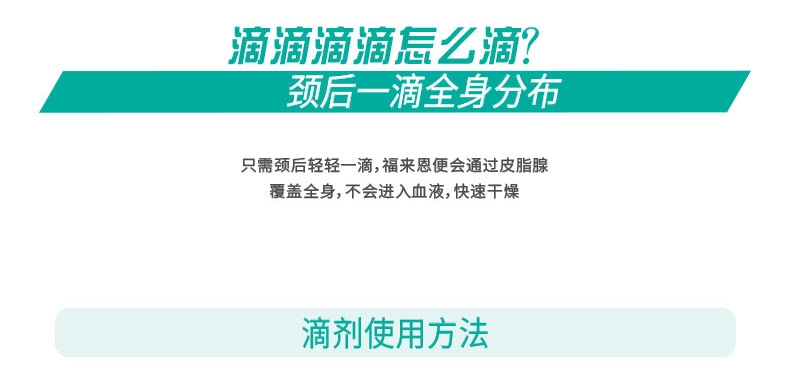 滴滴滴滴怎么滴?
颈后一滴全身分布
只需颈后轻轻一滴,福来恩便会通过皮脂腺
覆盖全身,不会进入血液,快速干燥
滴剂使用方法